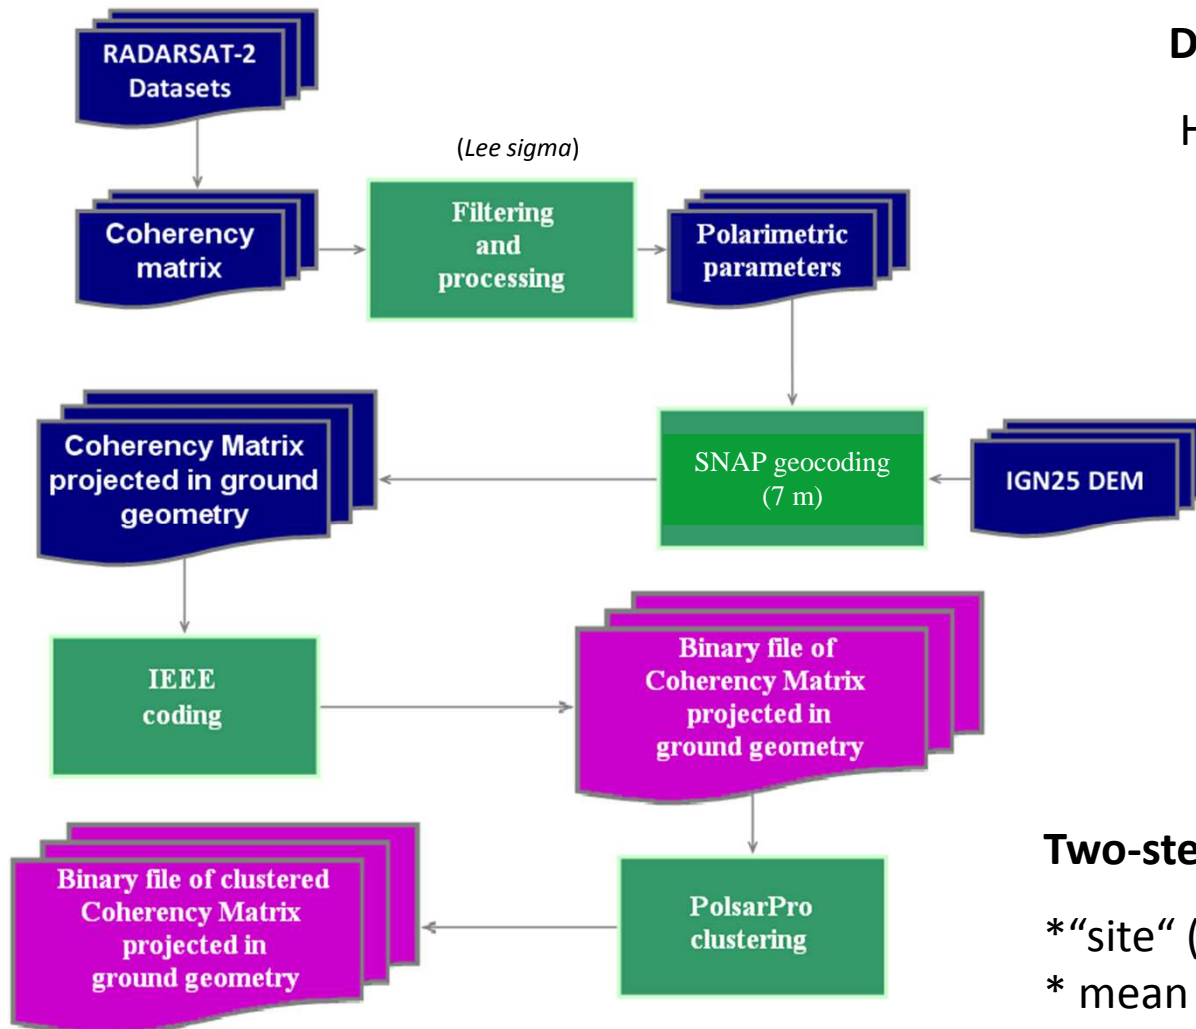 D
RADARSAT-2
Datasets
H
(Lee sigma)
Coherency
matrix
Filtering
and
processing
Polarimetric
parameters
Coherency Matrix
projected in ground
geometry
SNAP geocoding
(7 m)
IGN25 DEM
IEEE
coding
Binary file of
Coherency Matrix
projected in
ground geometry
Binary file of clustered
Coherency Matrix
projected in
ground geometry
PolsarPro
clustering
Two-ste
*“site“ (
* mean